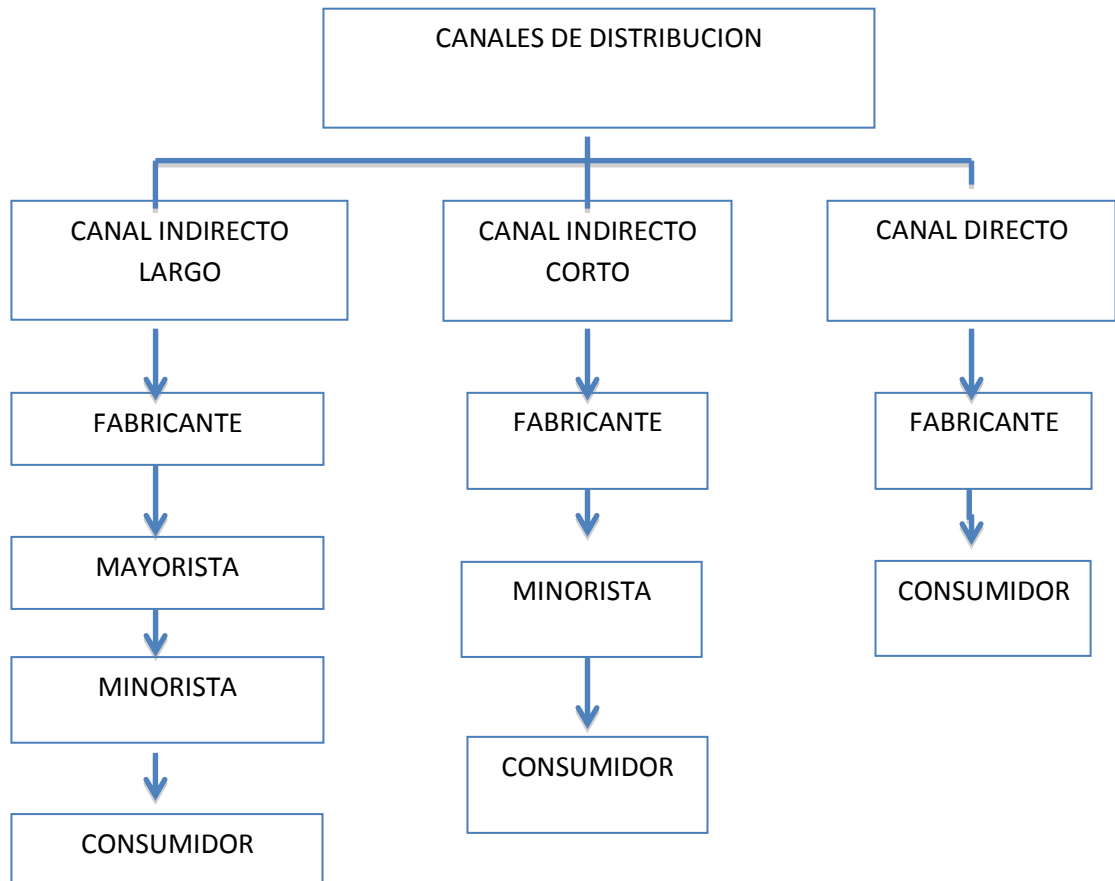 CANALES DE DISTRIBUCION
CANAL INDIRECTO
LARGO
CANAL INDIRECTO
CORTO
CANAL DIRECTO
FABRICANTE
FABRICANTE
FABRICANTE
MAYORISTA
MINORISTA
CONSUMIDOR
MINORISTA
CONSUMIDOR
CONSUMIDOR